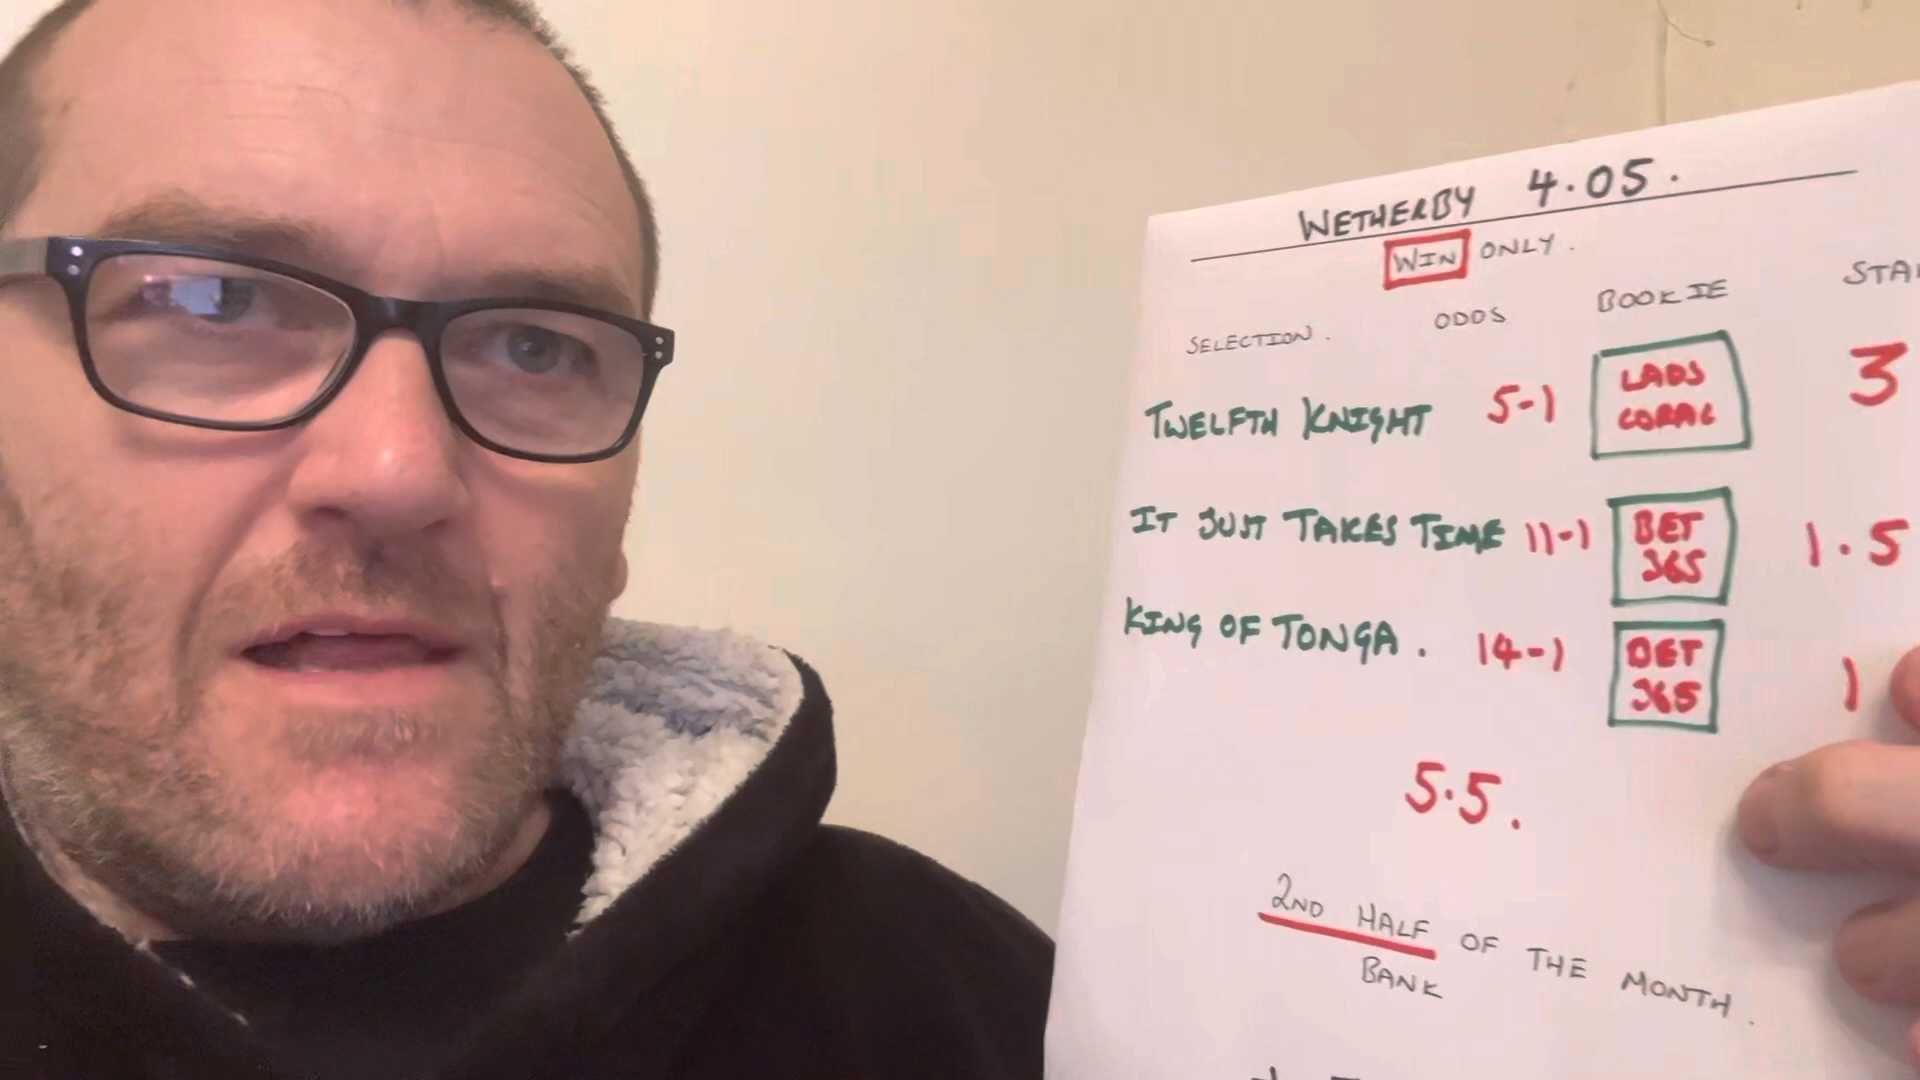 WETHERBY 4.05.
WIN ONLY.
SELECTION. ODDS BOOKIE STA
TWELFTH KNIGHT 5-1 LADS CORAL 3
IT JUST TAKES TIME 11-1 BET 365 1.5
KING OF TONGA. 14-1 BET 365 1
5.5.
2ND HALF OF THE MONTH.
BANK